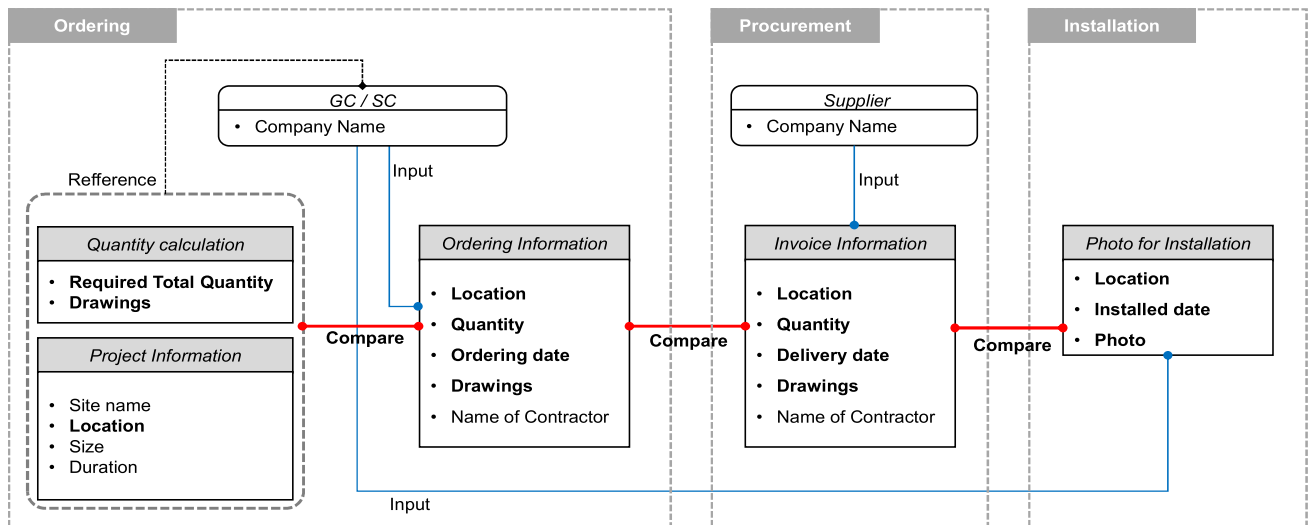 Ordering
Procurement
Installation
GC / SC
• Company Name
Supplier
• Company Name
Input
Input
Refference
Quantity calculation
• Required Total Quantity
• Drawings
Project Information
• Site name
• Location
• Size
• Duration
Compare
Ordering Information
• Location
• Quantity
• Ordering date
• Drawings
• Name of Contractor
Compare
Invoice Information
• Location
• Quantity
• Delivery date
• Drawings
• Name of Contractor
Compare
Photo for Installation
• Location
• Installed date
• Photo
Input